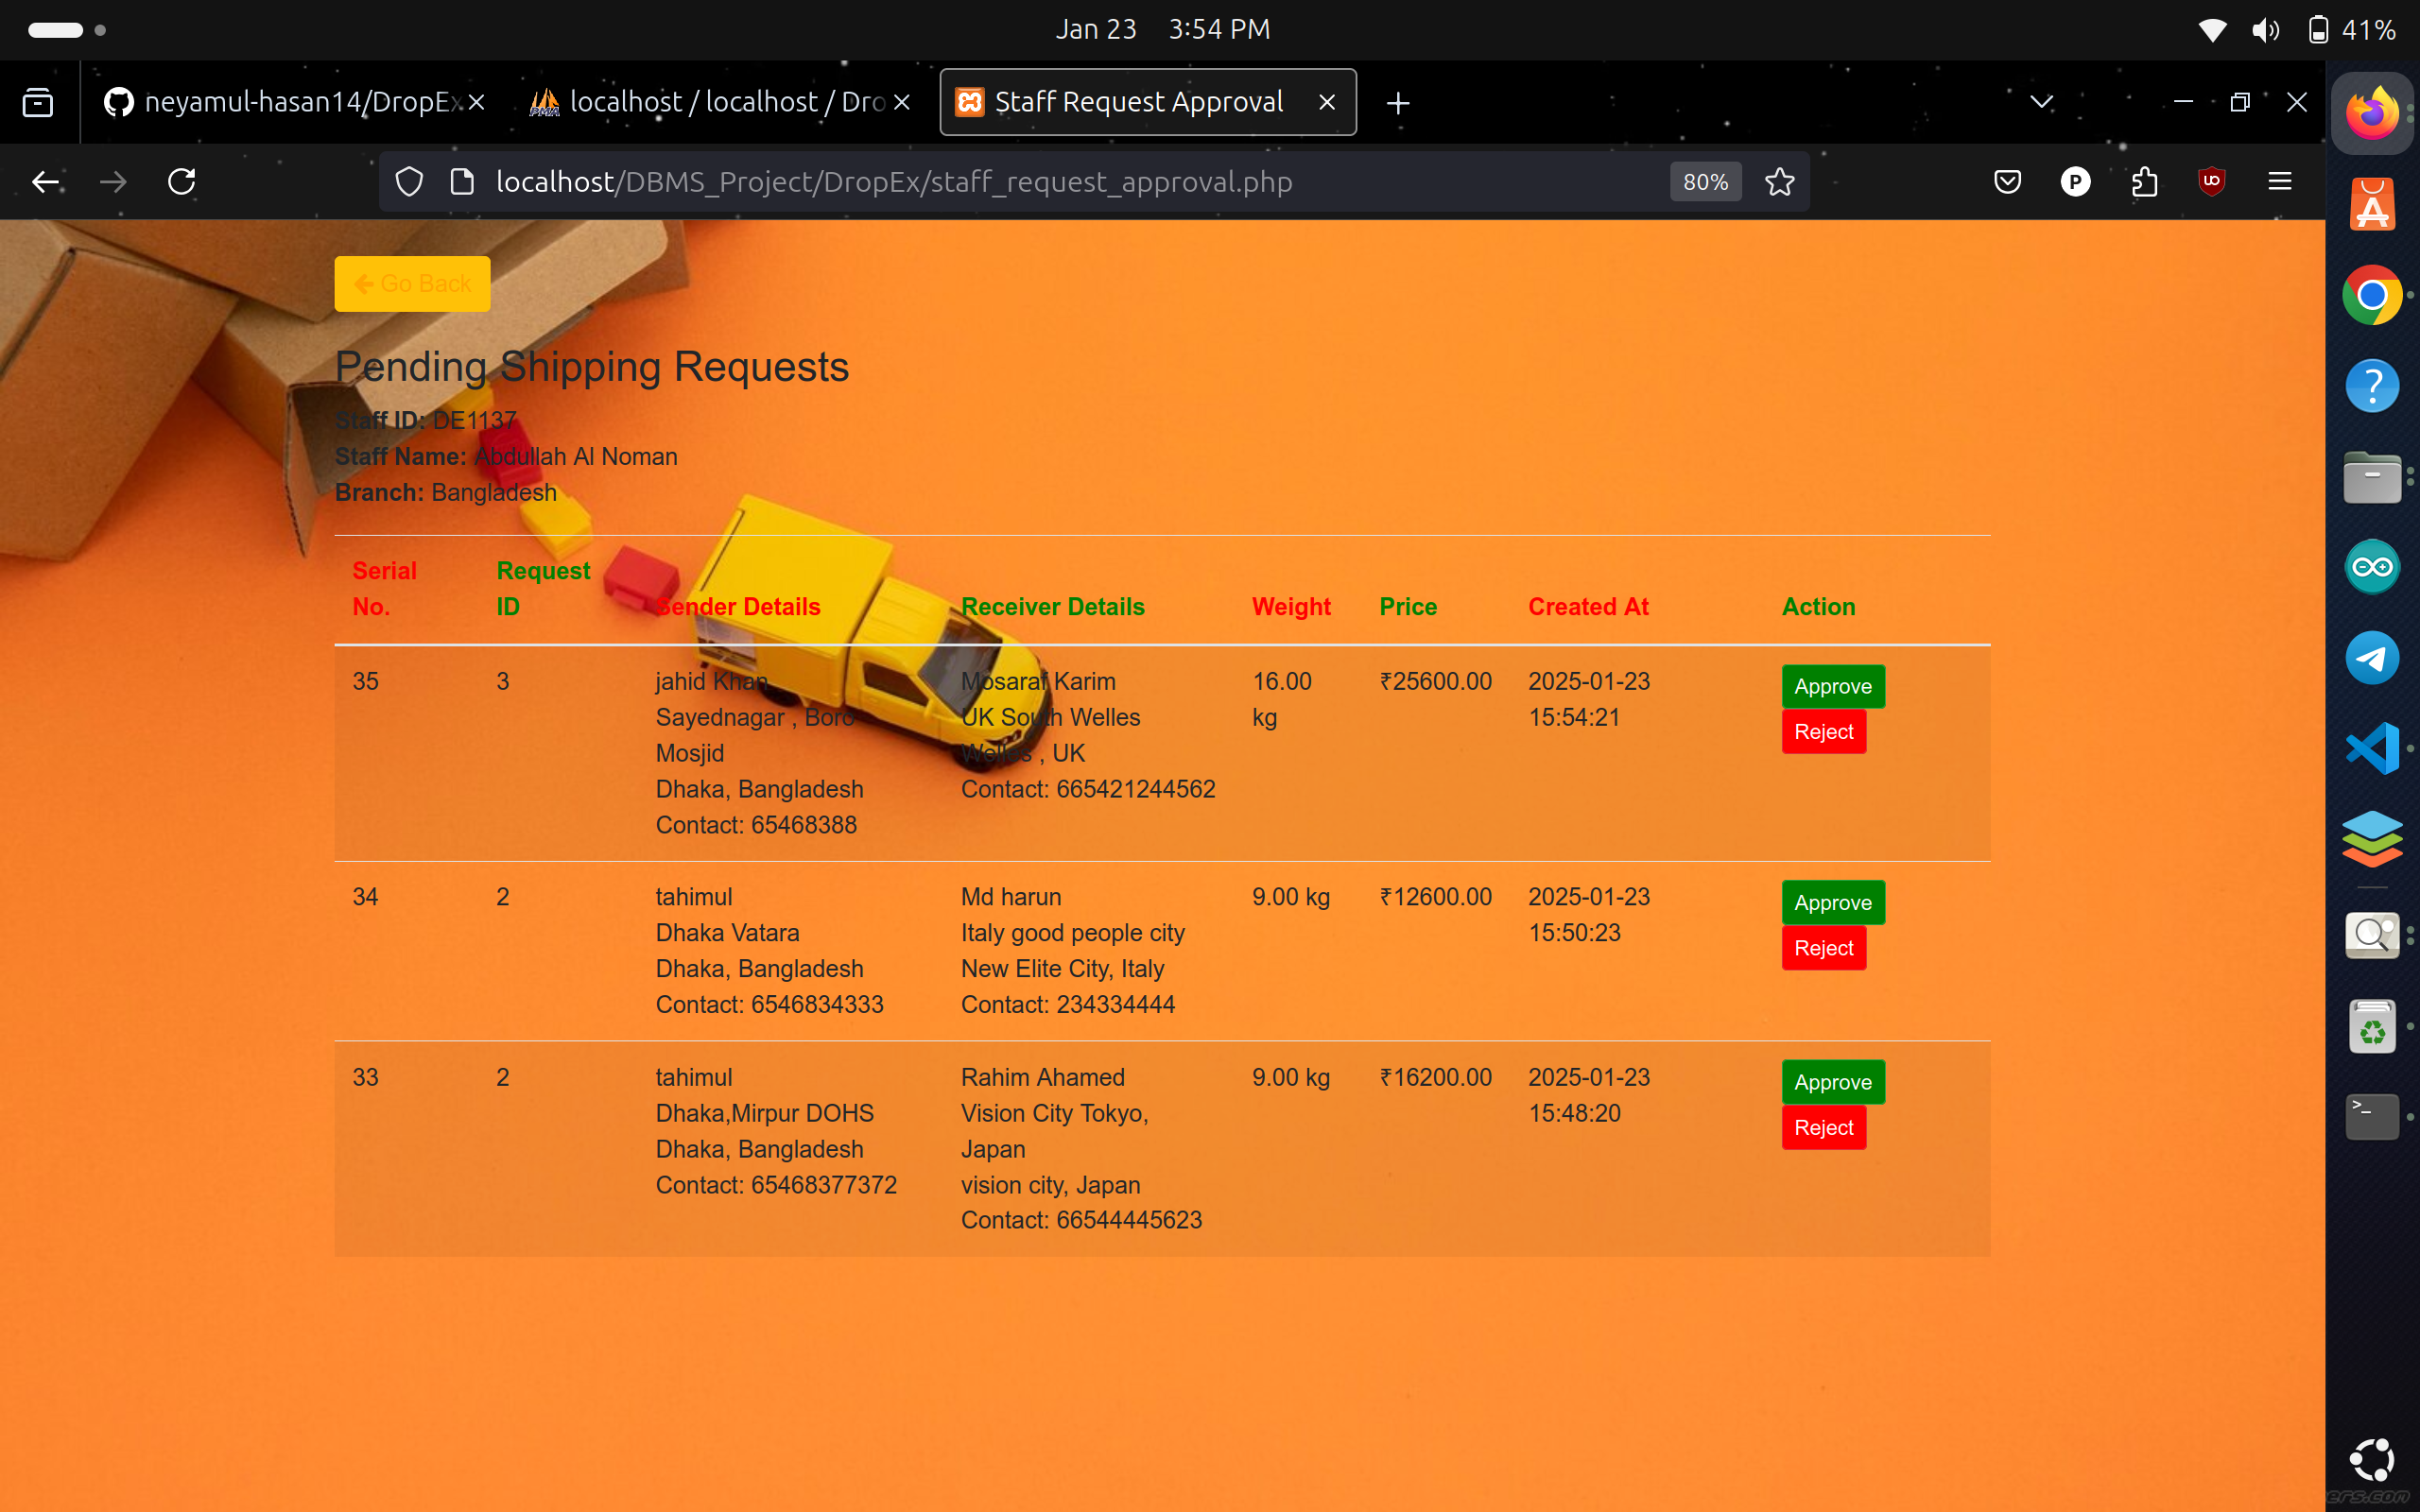 Jan 23 3:54 PM
41%
neyamul-hasan14/DropEx
localhost / localhost / Dro
Staff Request Approval
localhost/DBMS_Project/DropEx/staff_request_approval.php
80%
Go Back
Pending Shipping Requests
Staff ID: DE1137
Staff Name: Abdullah Al Noman
Branch: Bangladesh
Serial No.
Request ID
Sender Details
Receiver Details
Weight
Price
Created At
Action
35
3
jahid Khan
Sayednagar , Boro
Mosjid
Dhaka, Bangladesh
Contact: 65468388
Mosaraf Karim
UK South Welles
Welles , UK
Contact: 665421244562
16.00
kg
₹25600.00
2025-01-23
15:54:21
Approve
Reject
34
2
tahimul
Dhaka Vatara
Dhaka, Bangladesh
Contact: 6546834333
Md harun
Italy good people city
New Elite City, Italy
Contact: 234334444
9.00 kg
₹12600.00
2025-01-23
15:50:23
Approve
Reject
33
2
tahimul
Dhaka,Mirpur DOHS
Dhaka, Bangladesh
Contact: 65468377372
Rahim Ahamed
Vision City Tokyo,
Japan
vision city, Japan
Contact: 66544445623
9.00 kg
₹16200.00
2025-01-23
15:48:20
Approve
Reject